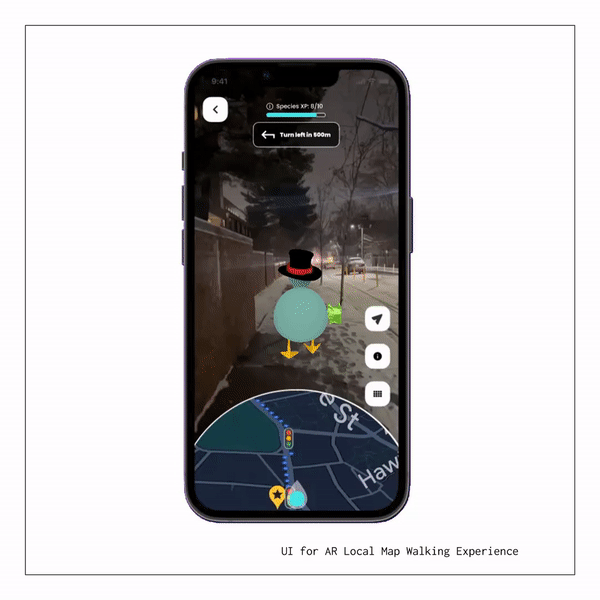 9:41
Species XP: 8/10
Turn left in 500m
e St
Haw
UI for AR Local Map Walking Experience